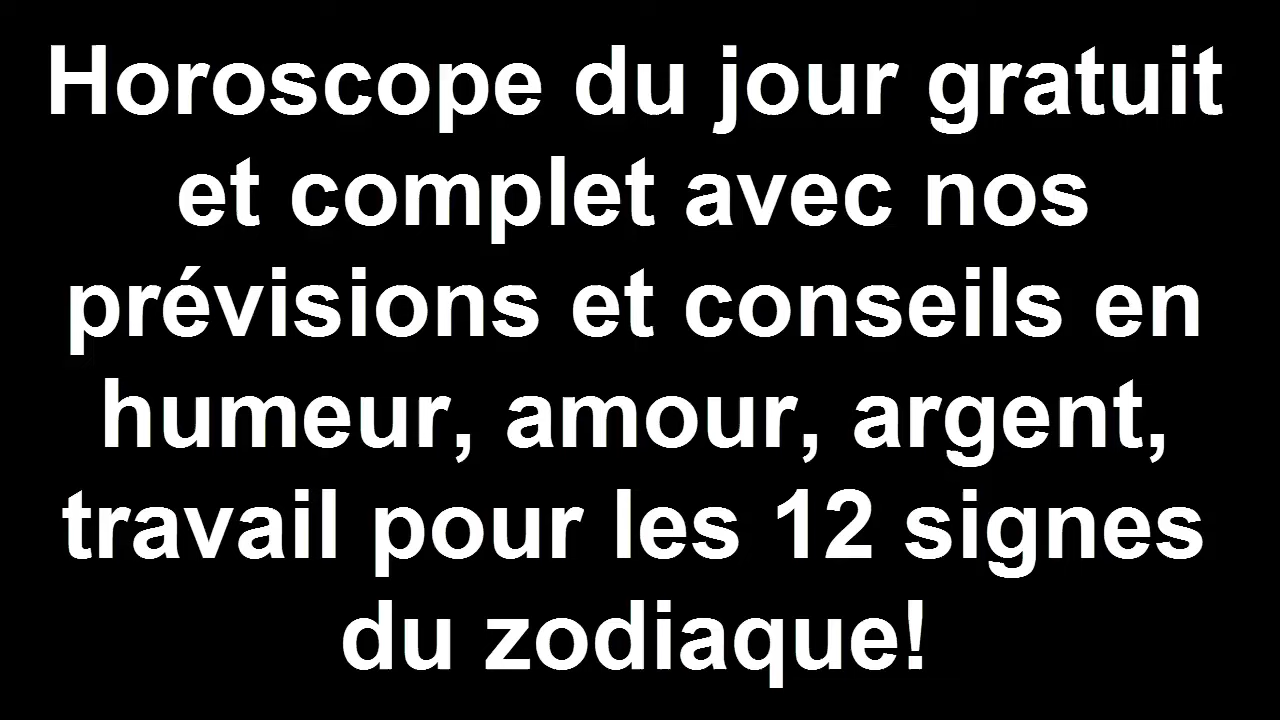 Horoscope du jour gratuit
et complet avec nos
prévisions et conseils en
humeur, amour, argent,
travail pour les 12 signes
du zodiaque!